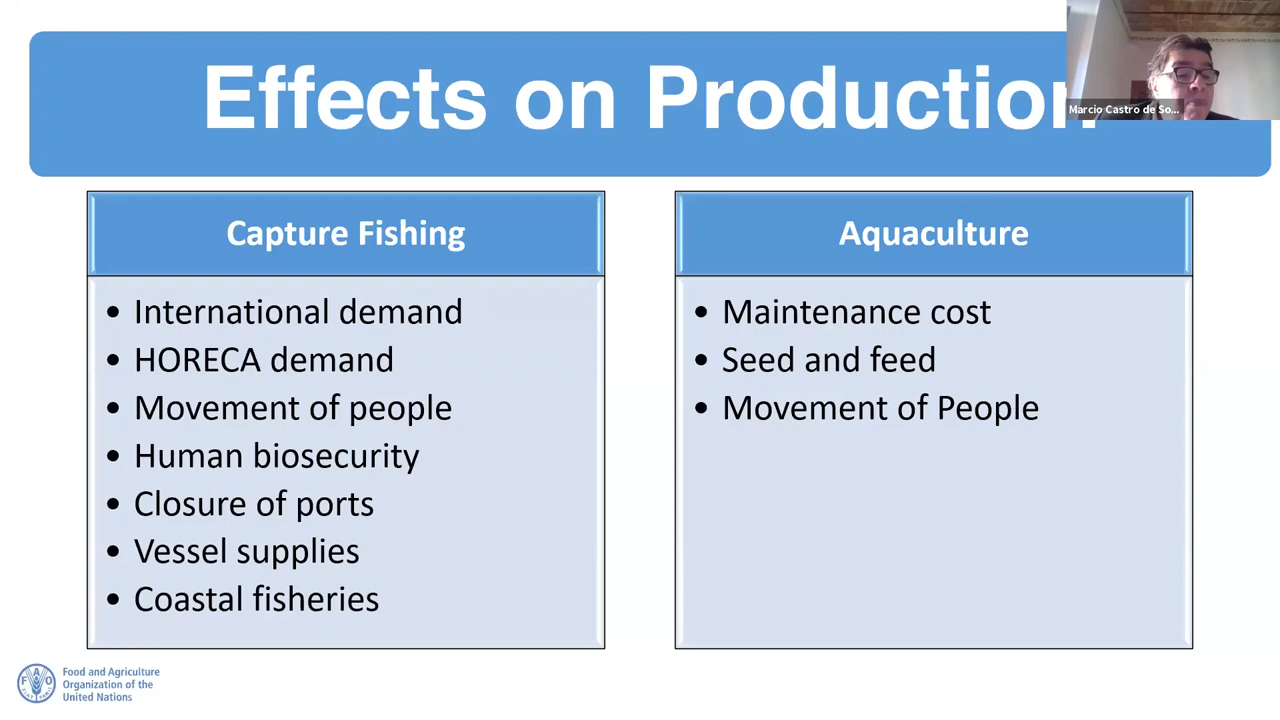 Effects on Production
Marcio Castro de So...
Capture Fishing
• International demand
• HORECA demand
• Movement of people
• Human biosecurity
• Closure of ports
• Vessel supplies
• Coastal fisheries
Aquaculture
• Maintenance cost
• Seed and feed
• Movement of People
Food and Agriculture
Organization of the
United Nations